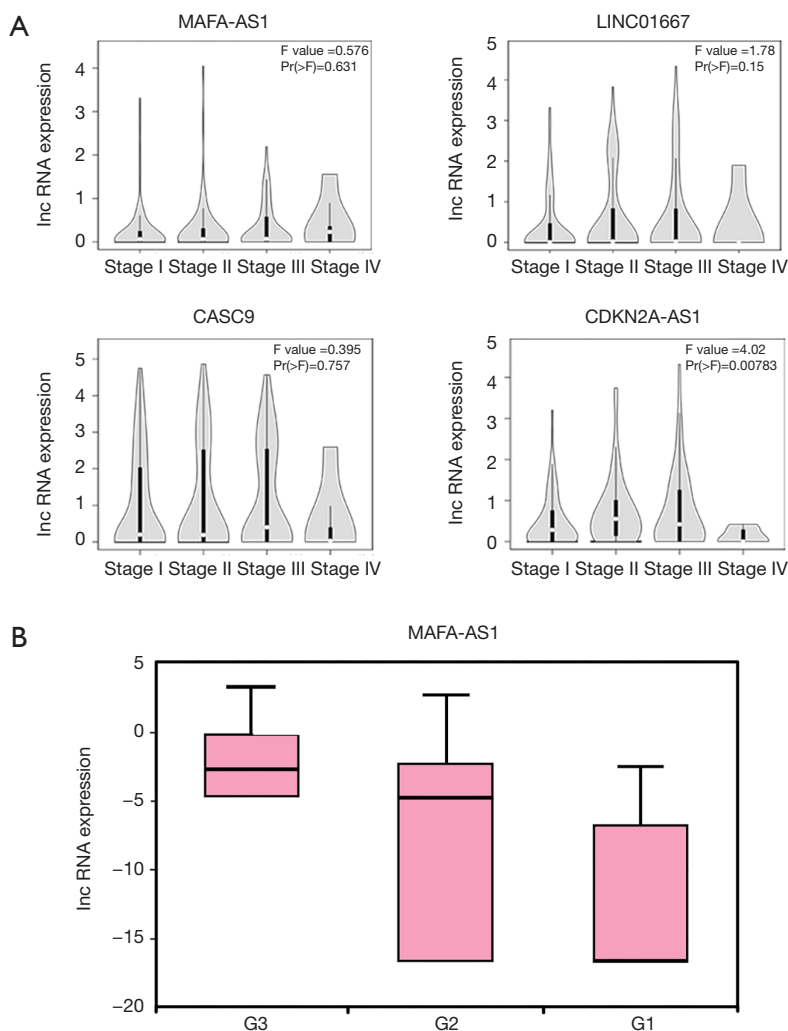 A
MAFA-AS1
F value =0.576
Pr(>F)=0.631
lnc RNA expression
4
3
2
1
0
Stage I Stage II Stage III Stage IV
LINC01667
F value =1.78
Pr(>F)=0.15
lnc RNA expression
5
4
3
2
1
0
Stage I Stage II Stage III Stage IV
CASC9
F value =0.395
Pr(>F)=0.757
lnc RNA expression
5
4
3
2
1
0
Stage I Stage II Stage III Stage IV
CDKN2A-AS1
F value =4.02
Pr(>F)=0.00783
lnc RNA expression
5
4
3
2
1
0
Stage I Stage II Stage III Stage IV
B
MAFA-AS1
lnc RNA expression
5
0
−5
−10
−15
−20
G3 G2 G1